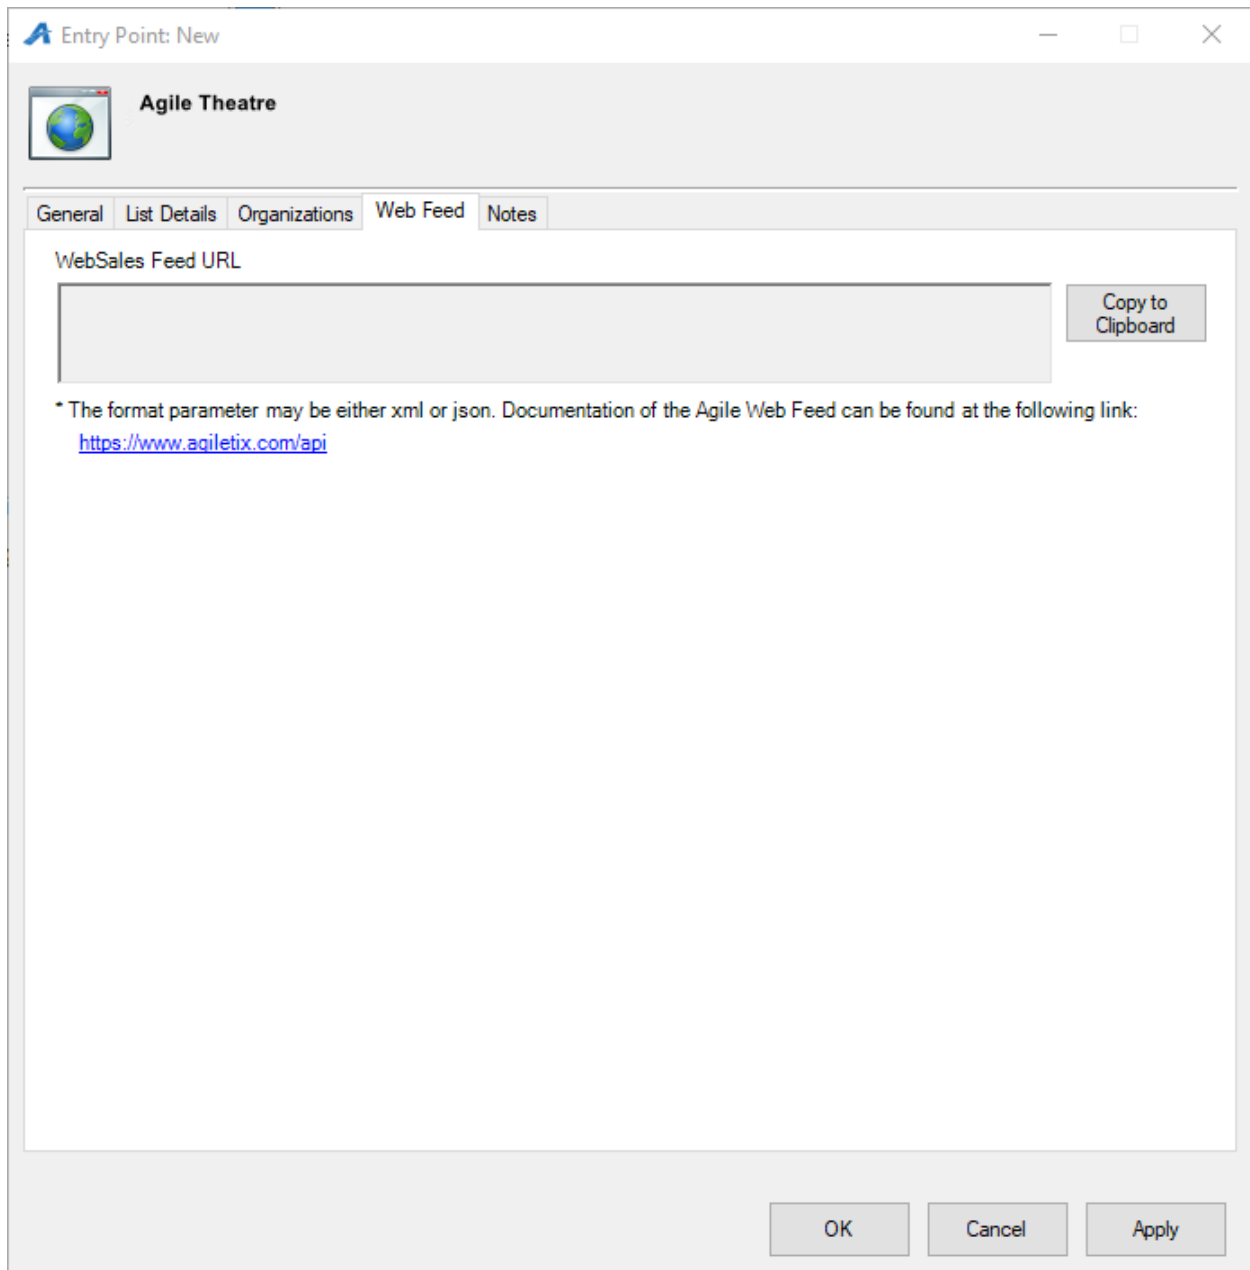 Entry Point: New
Agile Theatre
General List Details Organizations Web Feed Notes
WebSales Feed URL
Copy to
Clipboard
* The format parameter may be either xml or json. Documentation of the Agile Web Feed can be found at the following link:
https://www.agiletix.com/api
OK Cancel Apply